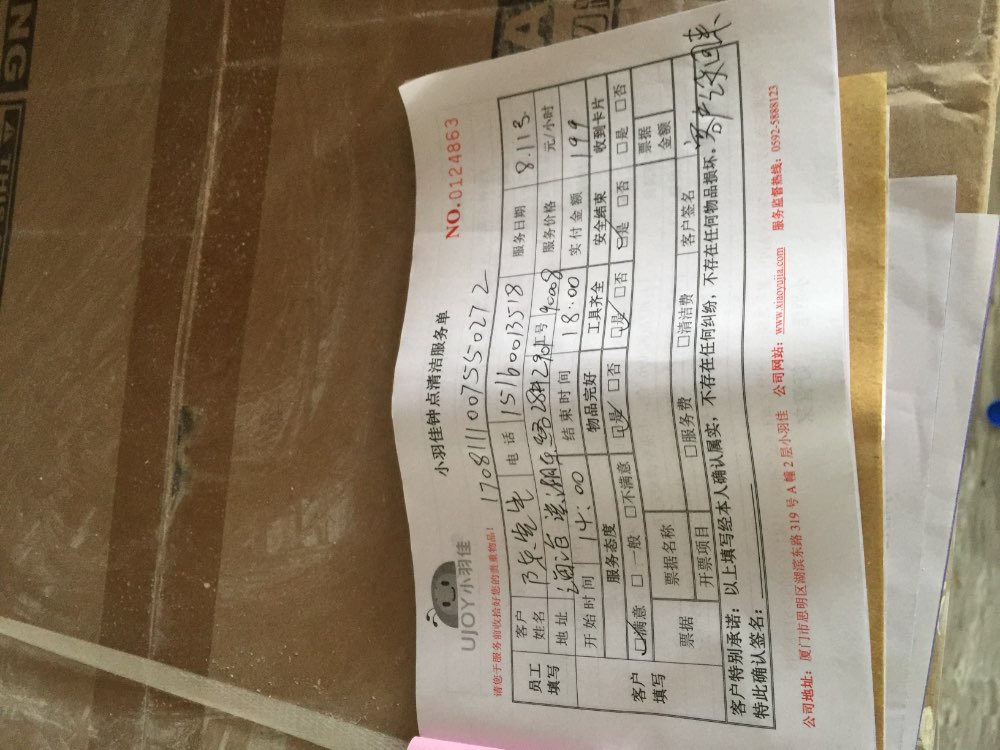 小羽佳钟点清洁服务单
NO.0124863
UJOY小羽佳
170811100755027 2
请您于服务前收拾好您的贵重物品!
员工填写
客户姓名 先生 电话 15160013518 服务日期 8.113
地址 工号 服务价格 元/小时
开始时间 14:00 结束时间 18:00 实付金额 199
客户填写
服务态度 物品完好 工具齐全 安全结束 收到卡片
☑满意 □一般 □不满意 ☑是 □否 ☑是 □否 ☑是 □否 □是 □否
票据 票据名称 □服务费 □清洁费 票据金额
开票项目 客户签名
客户特别承诺:以上填写经本人确认属实,不存在任何纠纷,不存在任何物品损坏。
特此确认签名:
公司地址:厦门市思明区湖滨东路319号A幢2层小羽佳 公司网站:www.xiaoyujia.com 服务监督热线:0592-5888123
NG